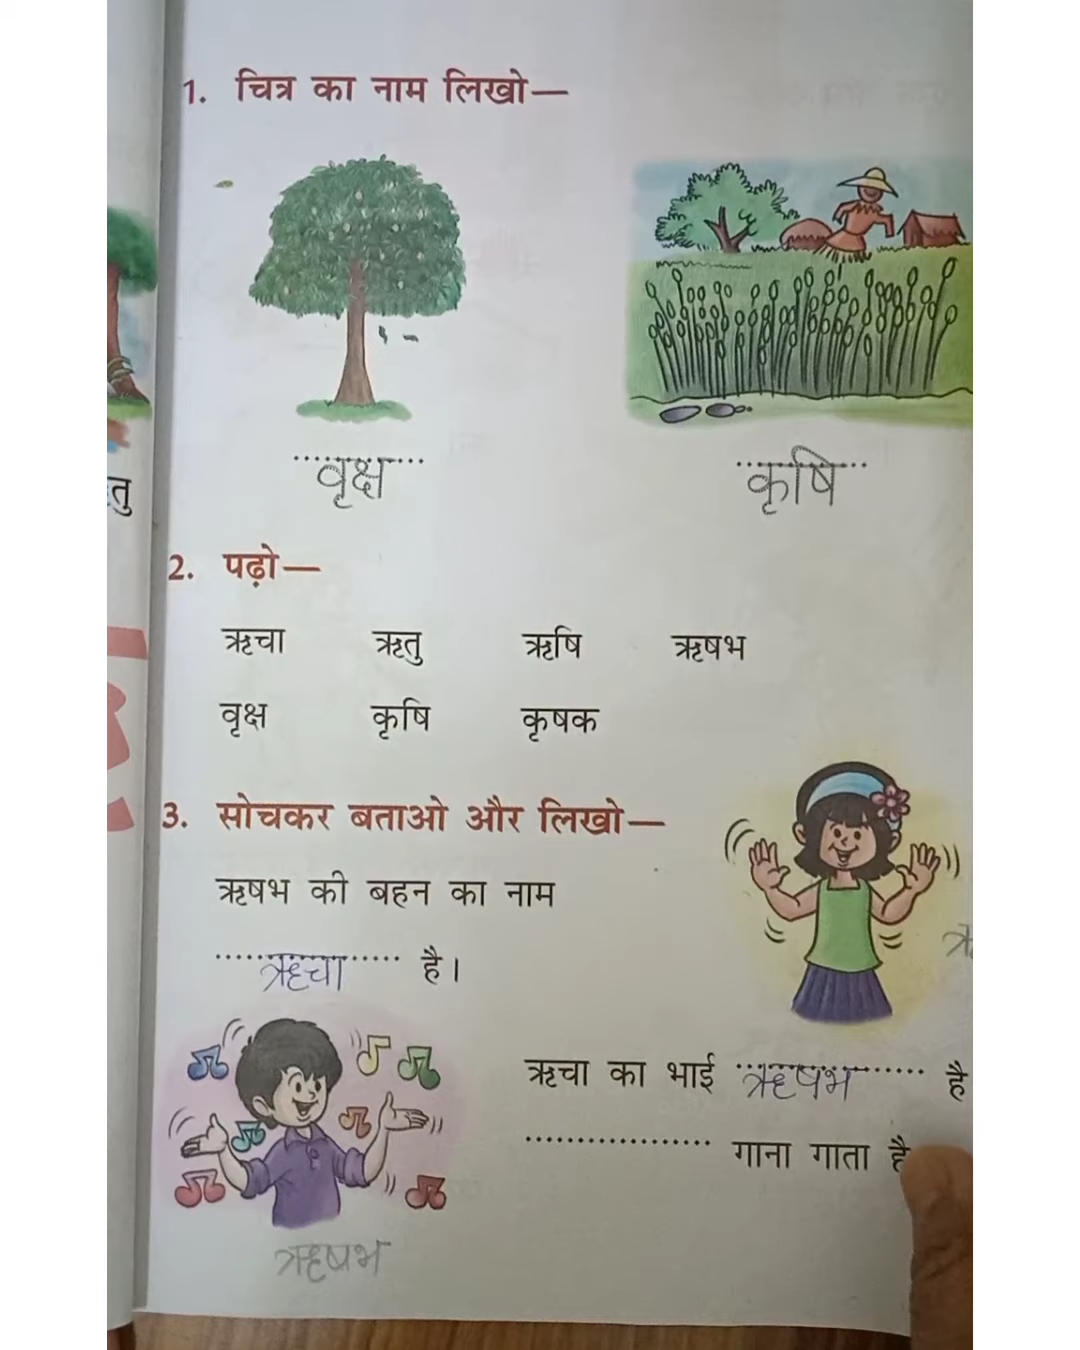 1. चित्र का नाम लिखो—
वृक्ष कृषि
तु
2. पढ़ो—
ऋचा ऋतु ऋषि ऋषभ
वृक्ष कृषि कृषक
3. सोचकर बताओ और लिखो—
ऋषभ की बहन का नाम
ऋचा है।
ऋचा का भाई ऋषभ है
गाना गाता है
ऋषभ